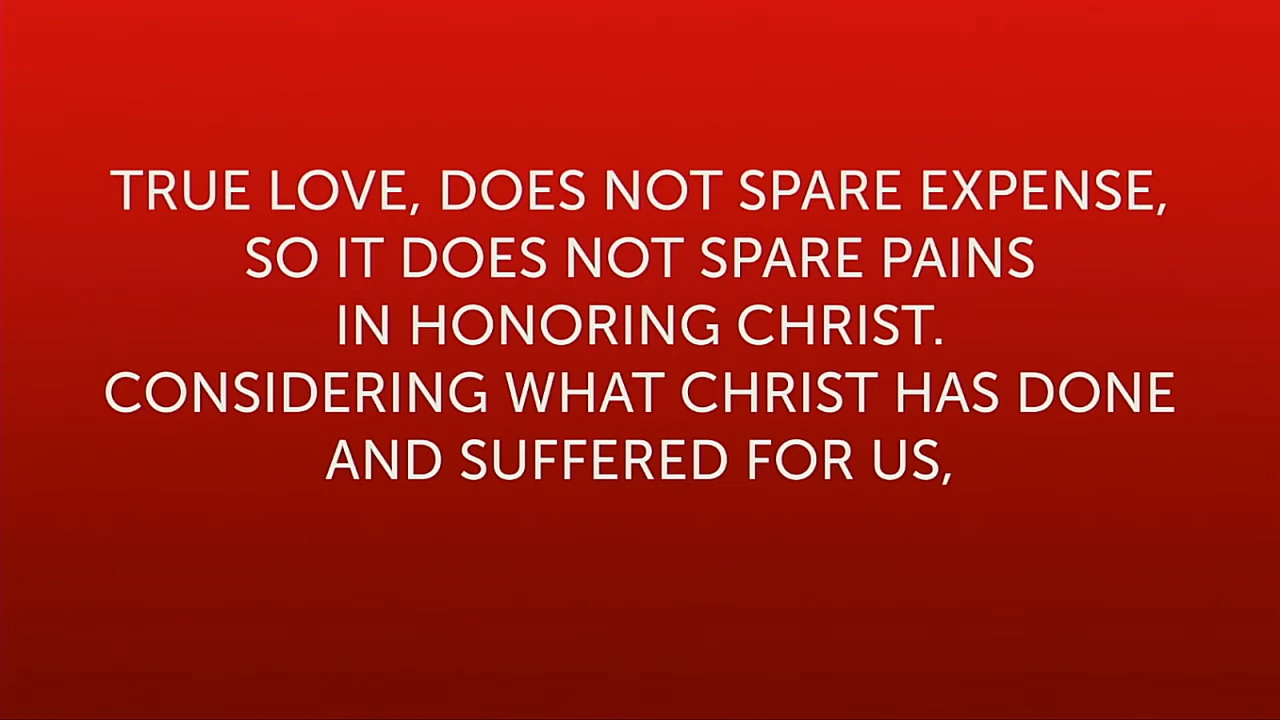 TRUE LOVE, DOES NOT SPARE EXPENSE,
SO IT DOES NOT SPARE PAINS
IN HONORING CHRIST.
CONSIDERING WHAT CHRIST HAS DONE
AND SUFFERED FOR US,